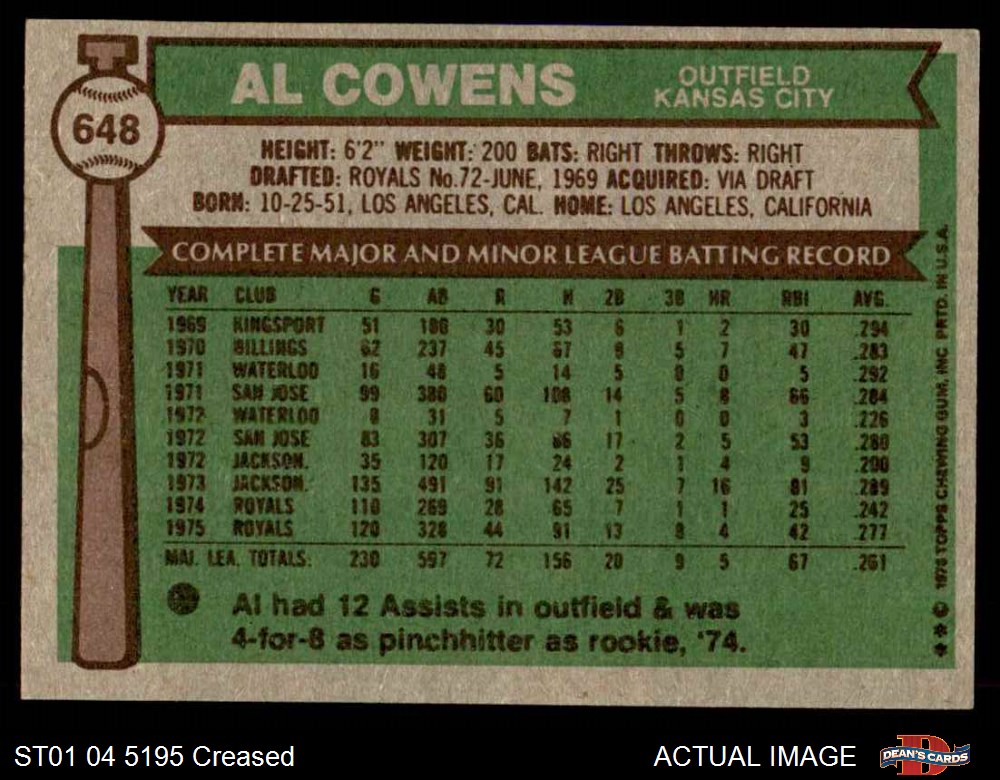 AL COWENS
OUTFIELD
KANSAS CITY
648
HEIGHT: 6'2" WEIGHT: 200 BATS: RIGHT THROWS: RIGHT
DRAFTED: ROYALS No.72-JUNE, 1969 ACQUIRED: VIA DRAFT
BORN: 10-25-51, LOS ANGELES, CAL. HOME: LOS ANGELES, CALIFORNIA
COMPLETE MAJOR AND MINOR LEAGUE BATTING RECORD
YEAR CLUB G AB R H 2B 3B HR RBI AVG.
1969 KINGSPORT 51 180 30 53 6 1 2 30 .294
1970 BILLINGS 62 237 45 67 8 5 7 47 .283
1971 WATERLOO 16 48 5 14 5 0 0 5 .292
1971 SAN JOSE 99 380 60 108 14 5 8 66 .284
1972 WATERLOO 8 31 5 7 1 0 0 3 .226
1972 SAN JOSE 83 307 36 86 17 2 5 53 .280
1972 JACKSON. 35 120 17 24 2 1 4 9 .200
1973 JACKSON. 135 491 91 142 25 7 16 81 .289
1974 ROYALS 110 269 28 65 7 1 1 25 .242
1975 ROYALS 120 328 44 91 13 8 4 42 .277
MAJ. LEA. TOTALS: 230 597 72 156 20 9 5 67 .261
Al had 12 Assists in outfield & was
4-for-8 as pinchhitter as rookie, '74.
***© 1976 TOPPS CHEWING GUM, INC. PRTD. IN U.S.A.
ST01 04 5195 Creased
ACTUAL IMAGE
DEAN'S CARDS